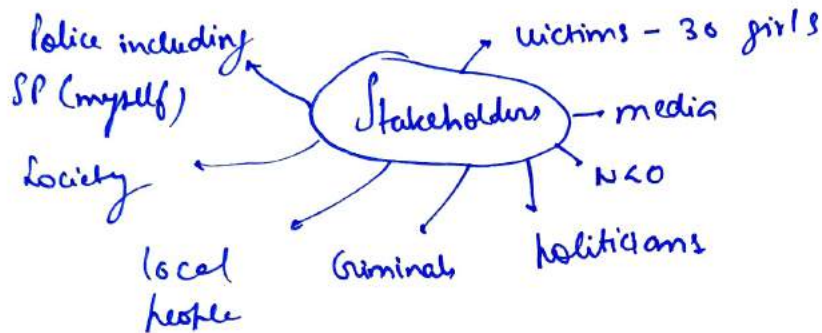 Police including
SP (myself)
Society
local
people
Criminals
Stakeholders
victims - 30 girls
media
NGO
politicians